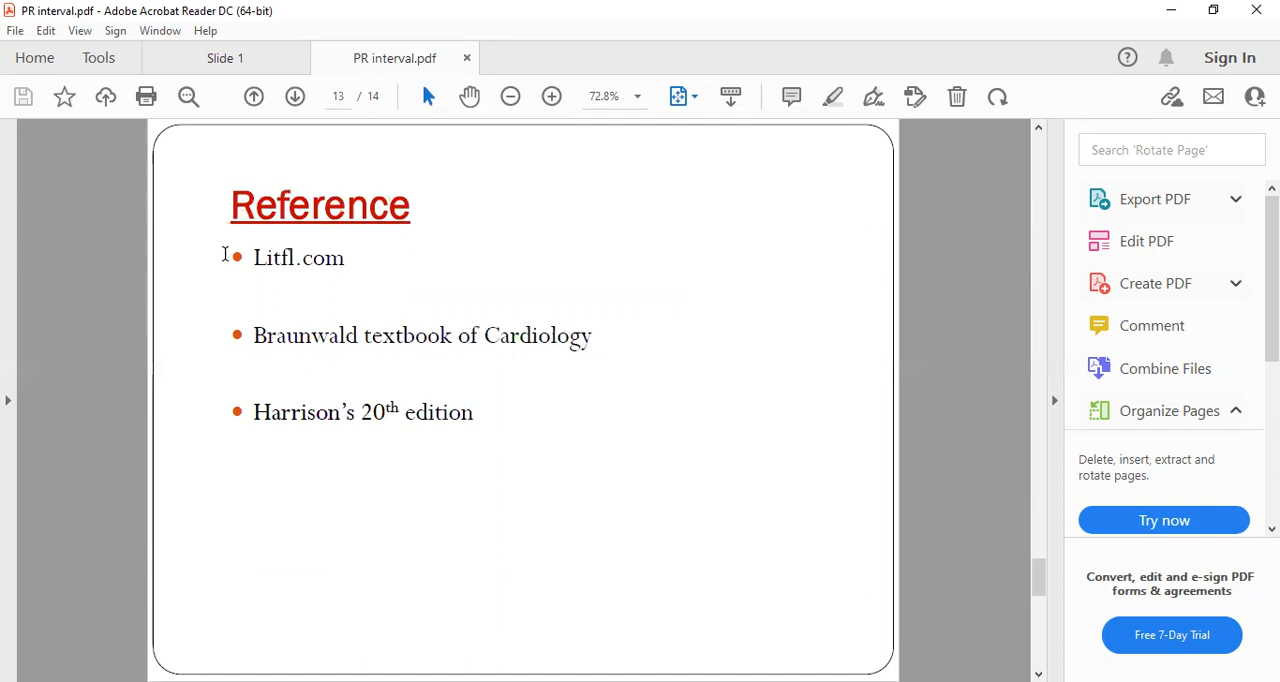 PR interval.pdf - Adobe Acrobat Reader DC (64-bit)
File Edit View Sign Window Help
Home Tools Slide 1 PR interval.pdf × Sign In
13 / 14 72.8%
Search 'Rotate Page'
Reference
• Litfl.com
• Braunwald textbook of Cardiology
• Harrison’s 20th edition
Export PDF
Edit PDF
Create PDF
Comment
Combine Files
Organize Pages
Delete, insert, extract and
rotate pages.
Try now
Convert, edit and e-sign PDF
forms & agreements
Free 7-Day Trial